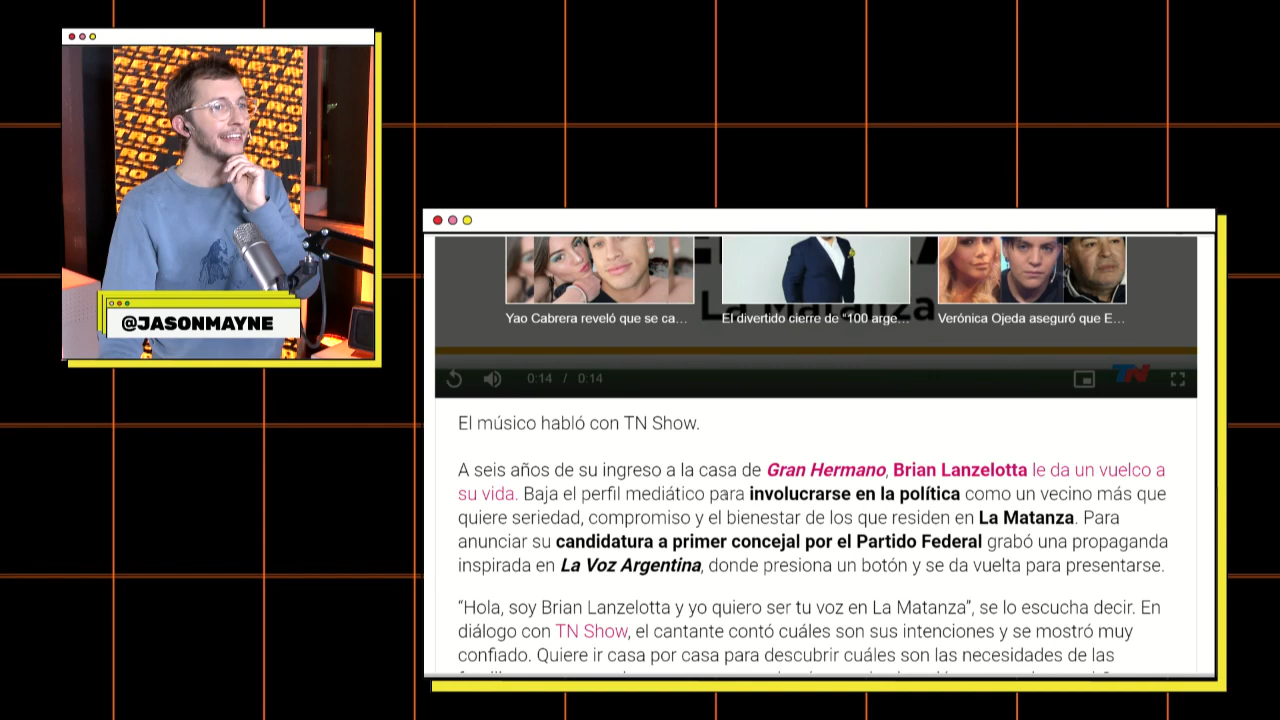 METRO
@JASONMAYNE
La Matanza
Yao Cabrera reveló que se ca...
El divertido cierre de "100 arge...
Verónica Ojeda aseguró que E...
0:14 / 0:14
TN
El músico habló con TN Show.
A seis años de su ingreso a la casa de Gran Hermano, Brian Lanzelotta le da un vuelco a
su vida. Baja el perfil mediático para involucrarse en la política como un vecino más que
quiere seriedad, compromiso y el bienestar de los que residen en La Matanza. Para
anunciar su candidatura a primer concejal por el Partido Federal grabó una propaganda
inspirada en La Voz Argentina, donde presiona un botón y se da vuelta para presentarse.
“Hola, soy Brian Lanzelotta y yo quiero ser tu voz en La Matanza”, se lo escucha decir. En
diálogo con TN Show, el cantante contó cuáles son sus intenciones y se mostró muy
confiado. Quiere ir casa por casa para descubrir cuáles son las necesidades de las